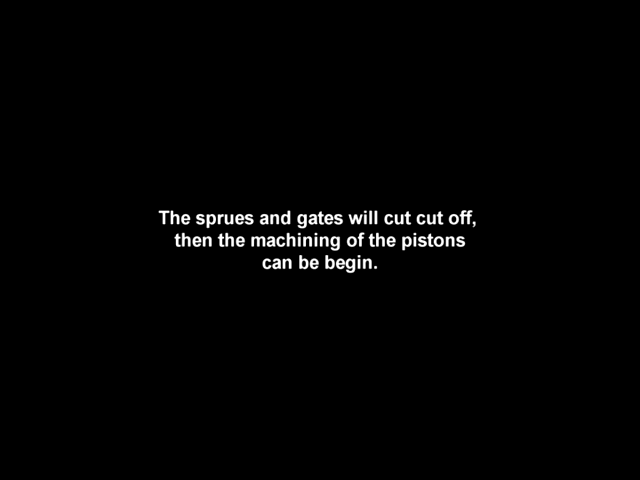 The sprues and gates will cut cut off,
then the machining of the pistons
can be begin.